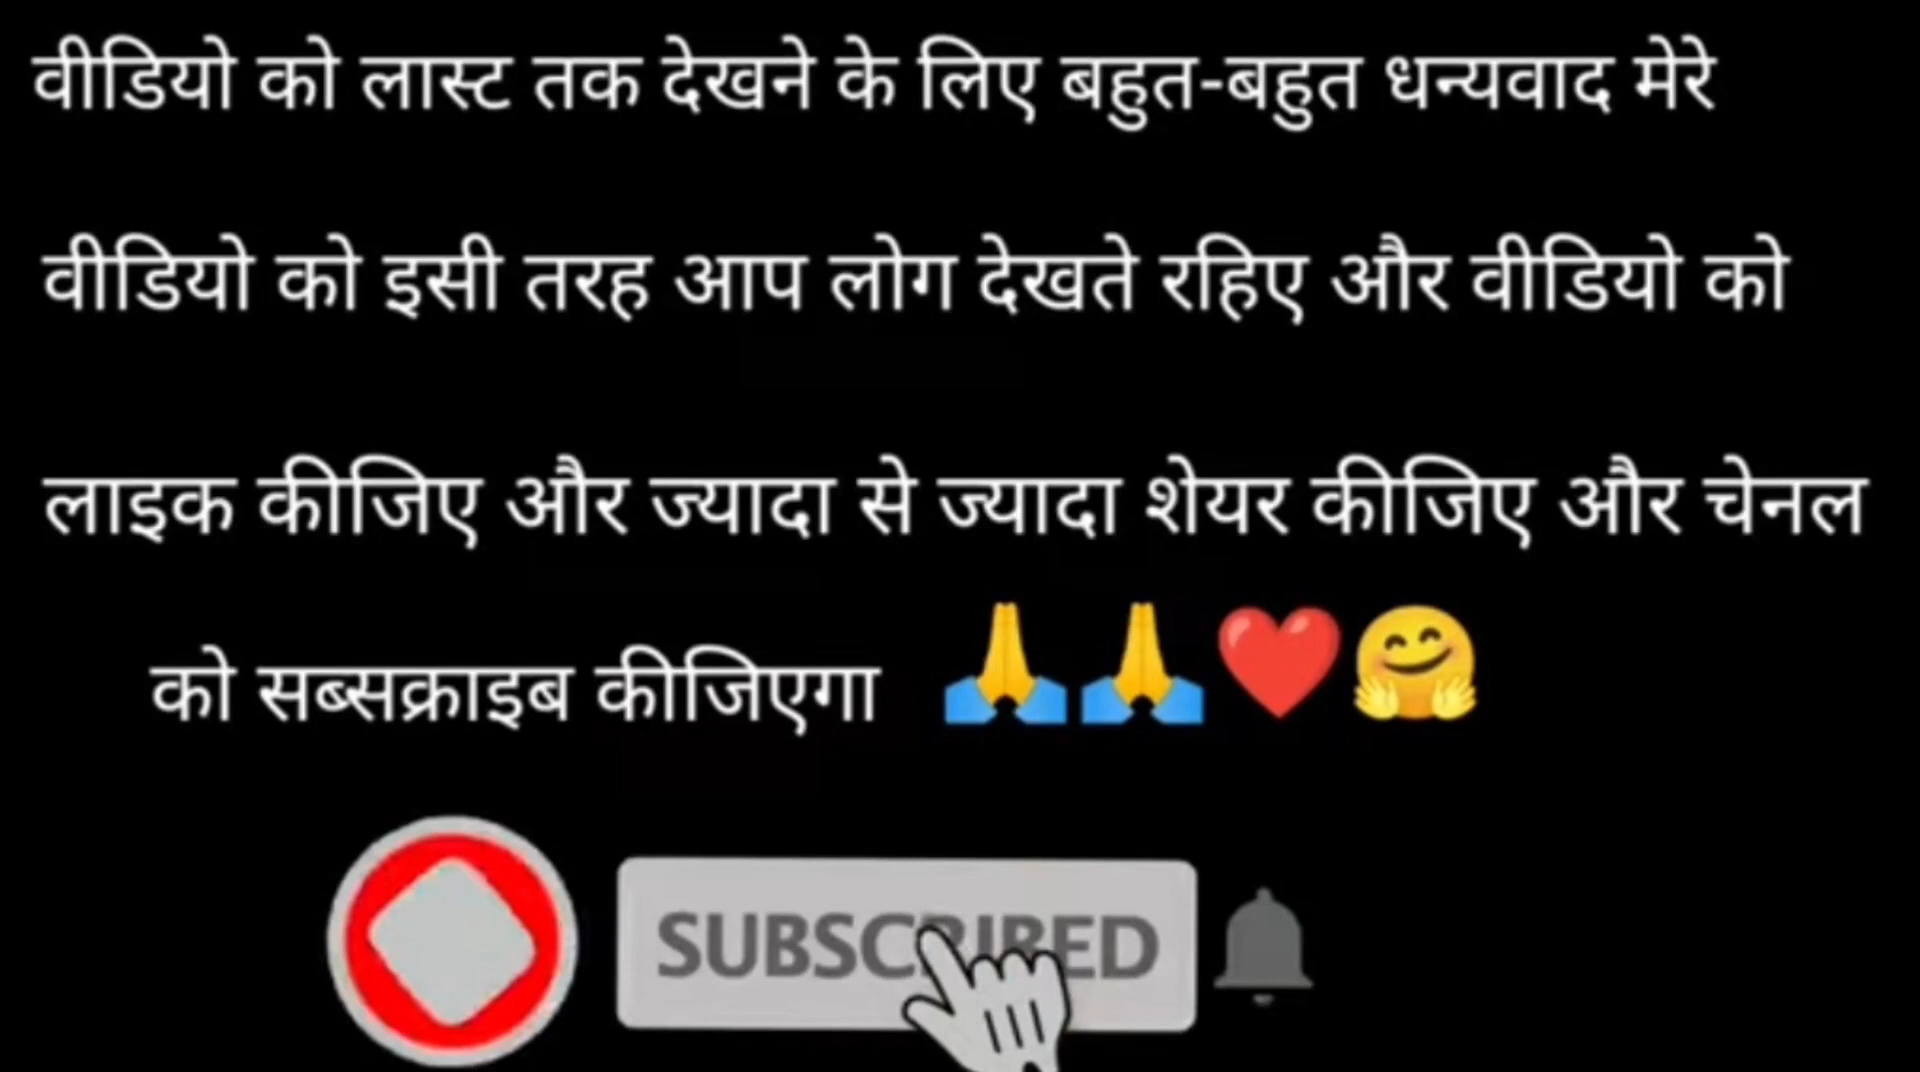 वीडियो को लास्ट तक देखने के लिए बहुत-बहुत धन्यवाद मेरे
वीडियो को इसी तरह आप लोग देखते रहिए और वीडियो को
लाइक कीजिए और ज्यादा से ज्यादा शेयर कीजिए और चेनल
को सब्सक्राइब कीजिएगा 🙏🙏❤️🤗
SUBSCRIBED